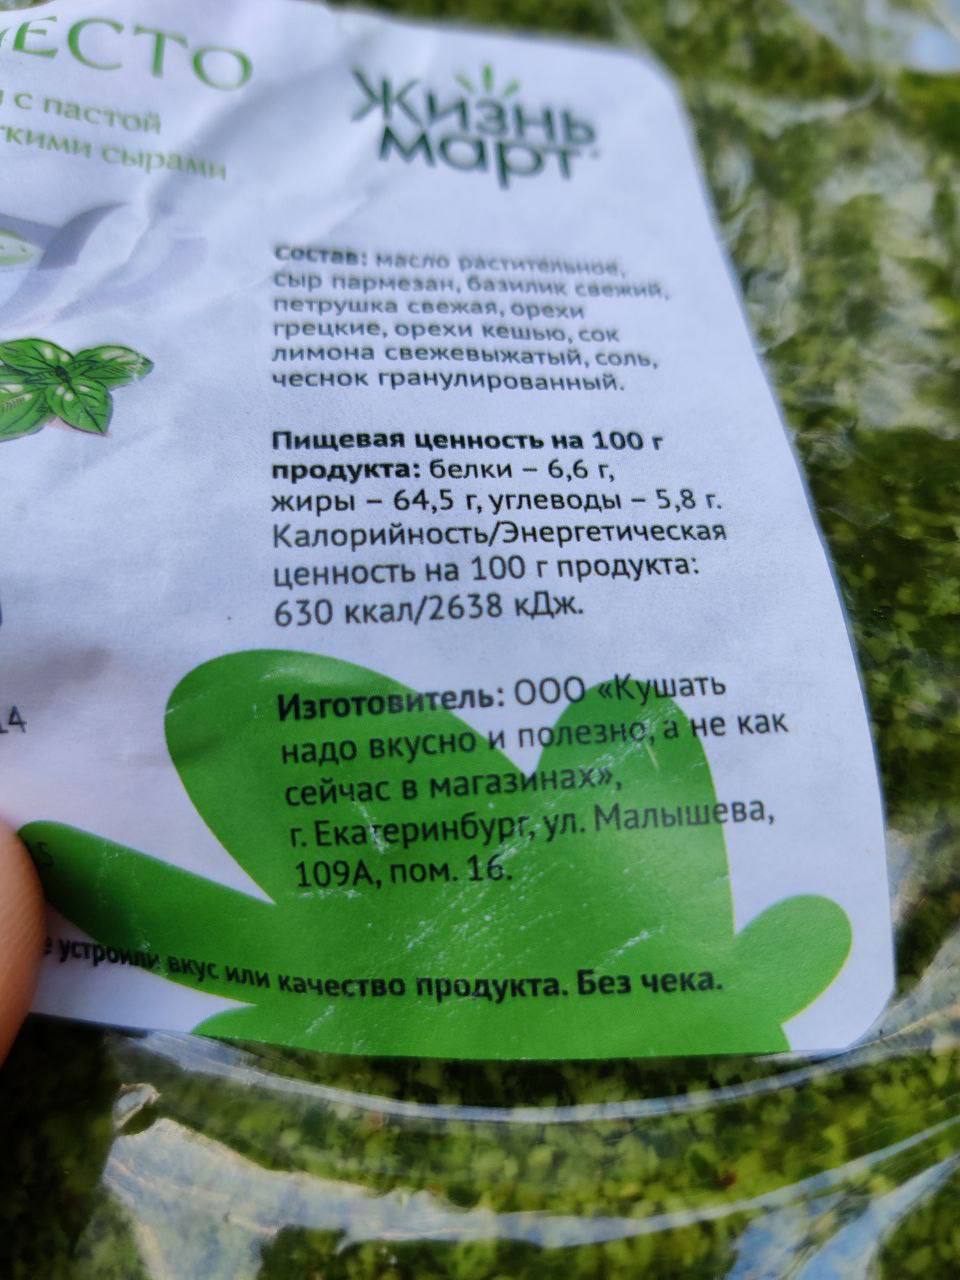 ЕСТО
с пастой
сырами
ЖИЗНЬ
март
Состав: масло растительное,
сыр пармезан, базилик свежий,
петрушка свежая, орехи
грецкие, орехи кешью, сок
лимона свежевыжатый, соль,
чеснок гранулированный.
Пищевая ценность на 100 г
продукта: белки – 6,6 г,
жиры – 64,5 г, углеводы – 5,8 г.
Калорийность/Энергетическая
ценность на 100 г продукта:
630 ккал/2638 кДж.
14
Изготовитель: ООО «Кушать
надо вкусно и полезно, а не как
сейчас в магазинах»,
г. Екатеринбург, ул. Малышева,
109А, пом. 16.
устроили вкус или качество продукта. Без чека.